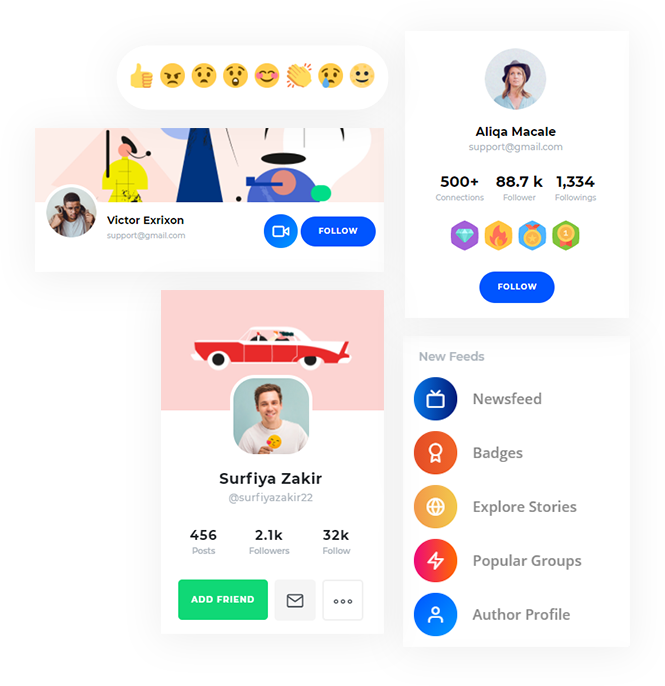 Victor Exrixon
support@gmail.com
FOLLOW
Aliqa Macale
support@gmail.com
500+ 88.7 k 1,334
Connections Follower Followings
1
FOLLOW
Surfiya Zakir
@surfiyazakir22
456 2.1k 32k
Posts Followers Follow
ADD FRIEND
New Feeds
Newsfeed
Badges
Explore Stories
Popular Groups
Author Profile